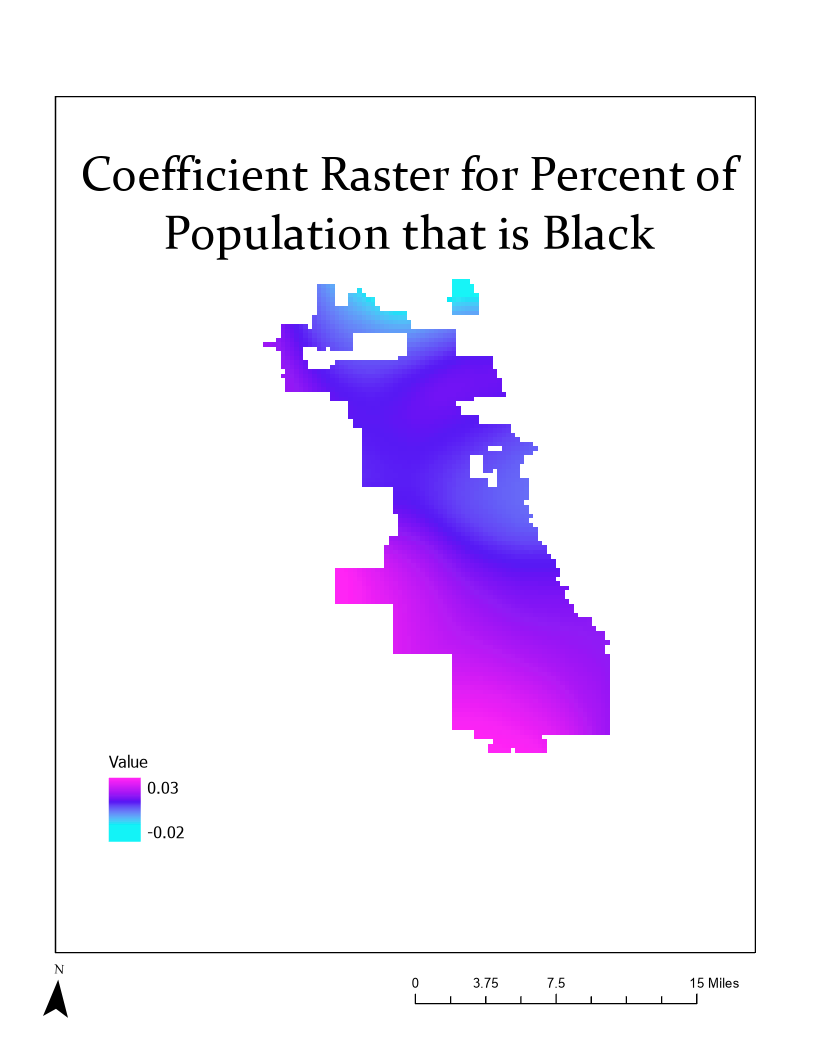 Coefficient Raster for Percent of
Population that is Black
Value
0.03
-0.02
N
0 3.75 7.5 15 Miles